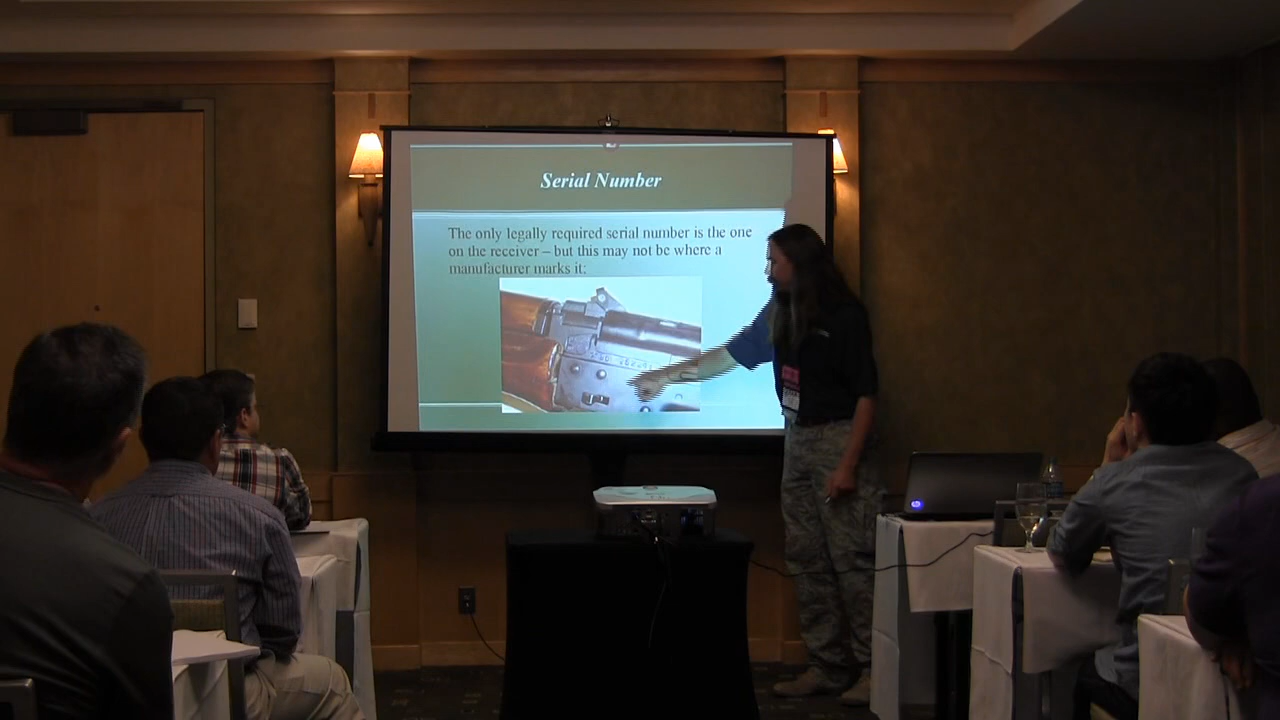 Serial Number
The only legally required serial number is the one
on the receiver – but this may not be where a
manufacturer marks it: